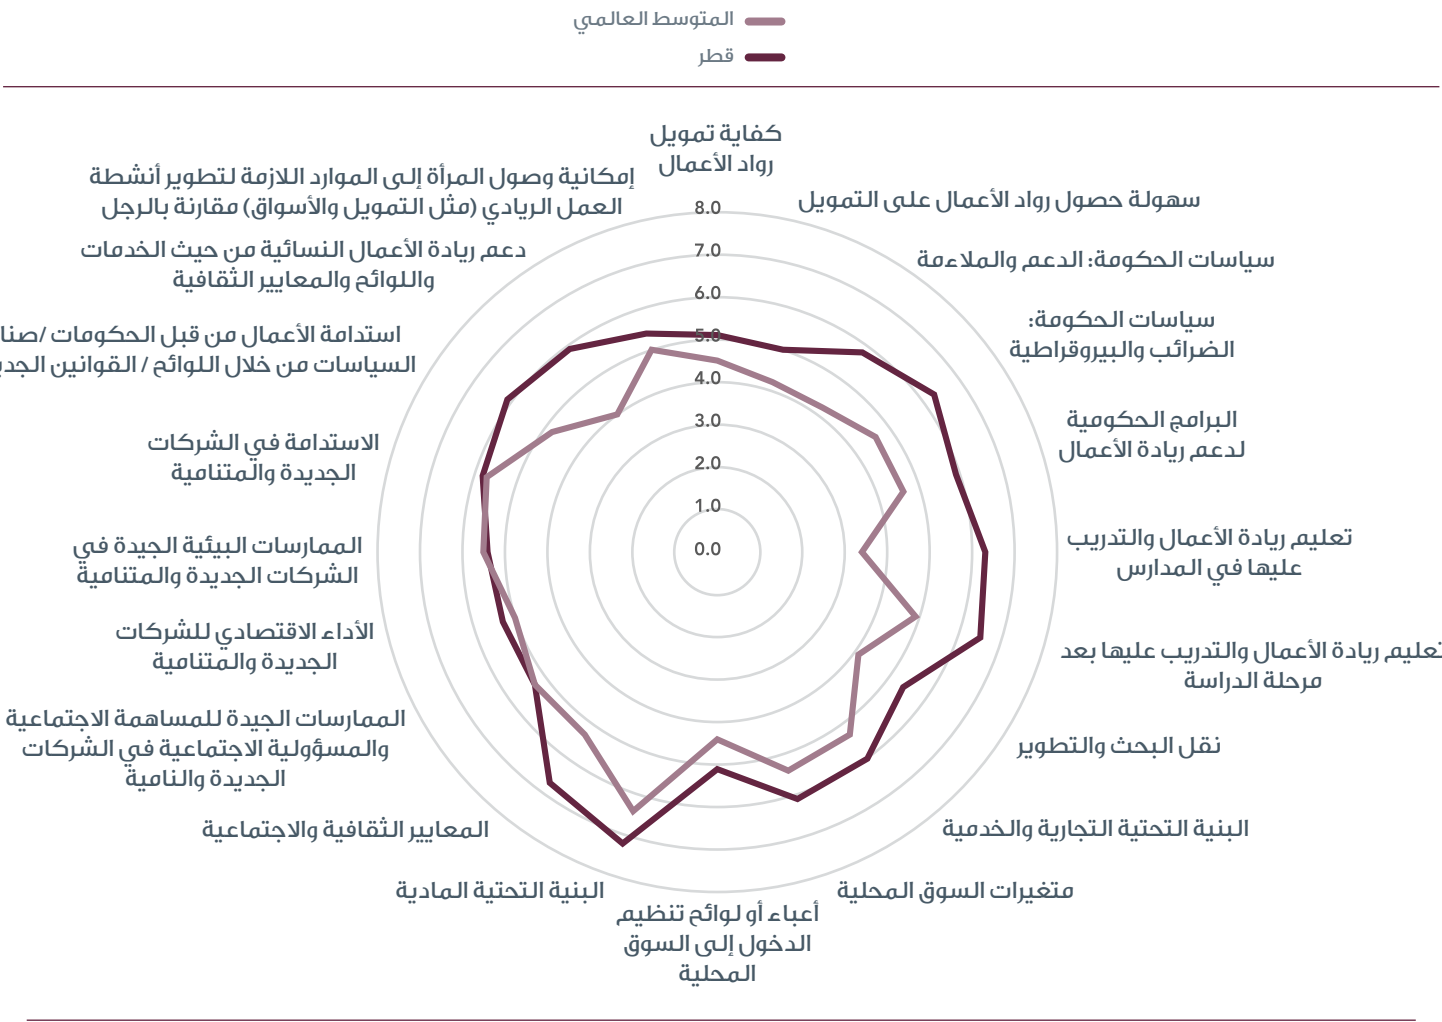 المتوسط العالمي
قطر
كفاية تمويل
رواد الأعمال
سهولة حصول رواد الأعمال على التمويل
سياسات الحكومة: الدعم والملاءمة
سياسات الحكومة:
الضرائب والبيروقراطية
البرامج الحكومية
لدعم ريادة الأعمال
تعليم ريادة الأعمال والتدريب
عليها في المدارس
تعليم ريادة الأعمال والتدريب عليها بعد
مرحلة الدراسة
نقل البحث والتطوير
البنية التحتية التجارية والخدمية
متغيرات السوق المحلية
أعباء أو لوائح تنظيم
الدخول إلى السوق
المحلية
البنية التحتية المادية
المعايير الثقافية والاجتماعية
الممارسات الجيدة للمساهمة الاجتماعية
والمسؤولية الاجتماعية في الشركات
الجديدة والنامية
الأداء الاقتصادي للشركات
الجديدة والمتنامية
الممارسات البيئية الجيدة في
الشركات الجديدة والمتنامية
الاستدامة في الشركات
الجديدة والمتنامية
استدامة الأعمال من قبل الحكومات /
السياسات من خلال اللوائح / القوانين
دعم ريادة الأعمال النسائية من حيث الخدمات
واللوائح والمعايير الثقافية
إمكانية وصول المرأة إلى الموارد اللازمة لتطوير أنشطة
العمل الريادي (مثل التمويل والأسواق) مقارنة بالرجل
8.0
7.0
6.0
5.0
4.0
3.0
2.0
1.0
0.0